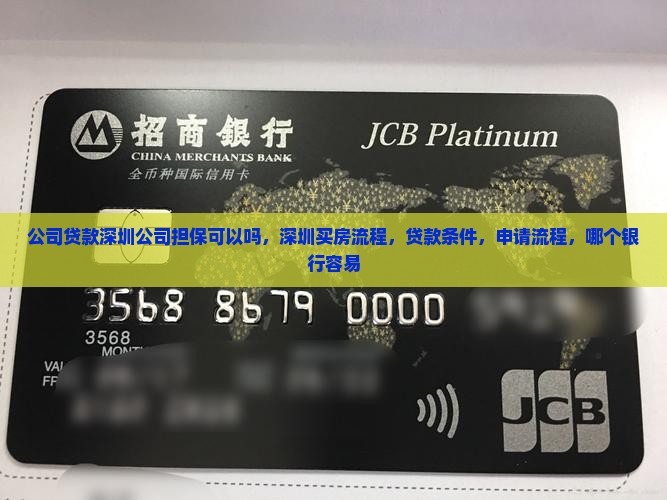 招商銀行 JCB Platinum
CHINA MERCHANTS BANK
全币种国际信用卡
公司贷款深圳公司担保可以吗，深圳买房流程，贷款条件，申请流程，哪个银
行容易
3568 8679 0000
3568
JCB